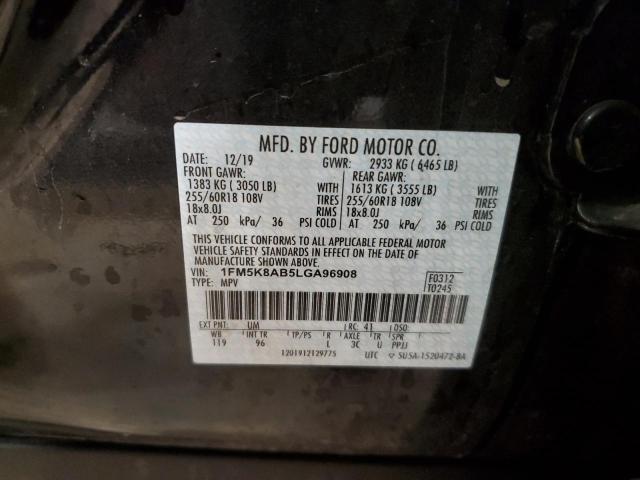 MFD. BY FORD MOTOR CO.
DATE: 12/19 GVWR: 2933 KG ( 6465 LB)
FRONT GAWR: REAR GAWR:
1383 KG ( 3050 LB) WITH 1613 KG ( 3555 LB) WITH
255/60R18 108V TIRES 255/60R18 108V TIRES
18x8.0J RIMS 18x8.0J RIMS
AT 250 kPa/ 36 PSI COLD AT 250 kPa/ 36 PSI COLD
THIS VEHICLE CONFORMS TO ALL APPLICABLE FEDERAL MOTOR
VEHICLE SAFETY STANDARDS IN EFFECT ON THE DATE OF
MANUFACTURE SHOWN ABOVE.
VIN: 1FM5K8AB5LGA96908 F0312
TYPE: MPV T0245
EXT PNT: UM RC: 41 DSO:
WB INT TR TP/PS R AXLE TR SPR
119 96 L 3C U PPJJ
1201912129775 UTC SU5A-1520472-BA